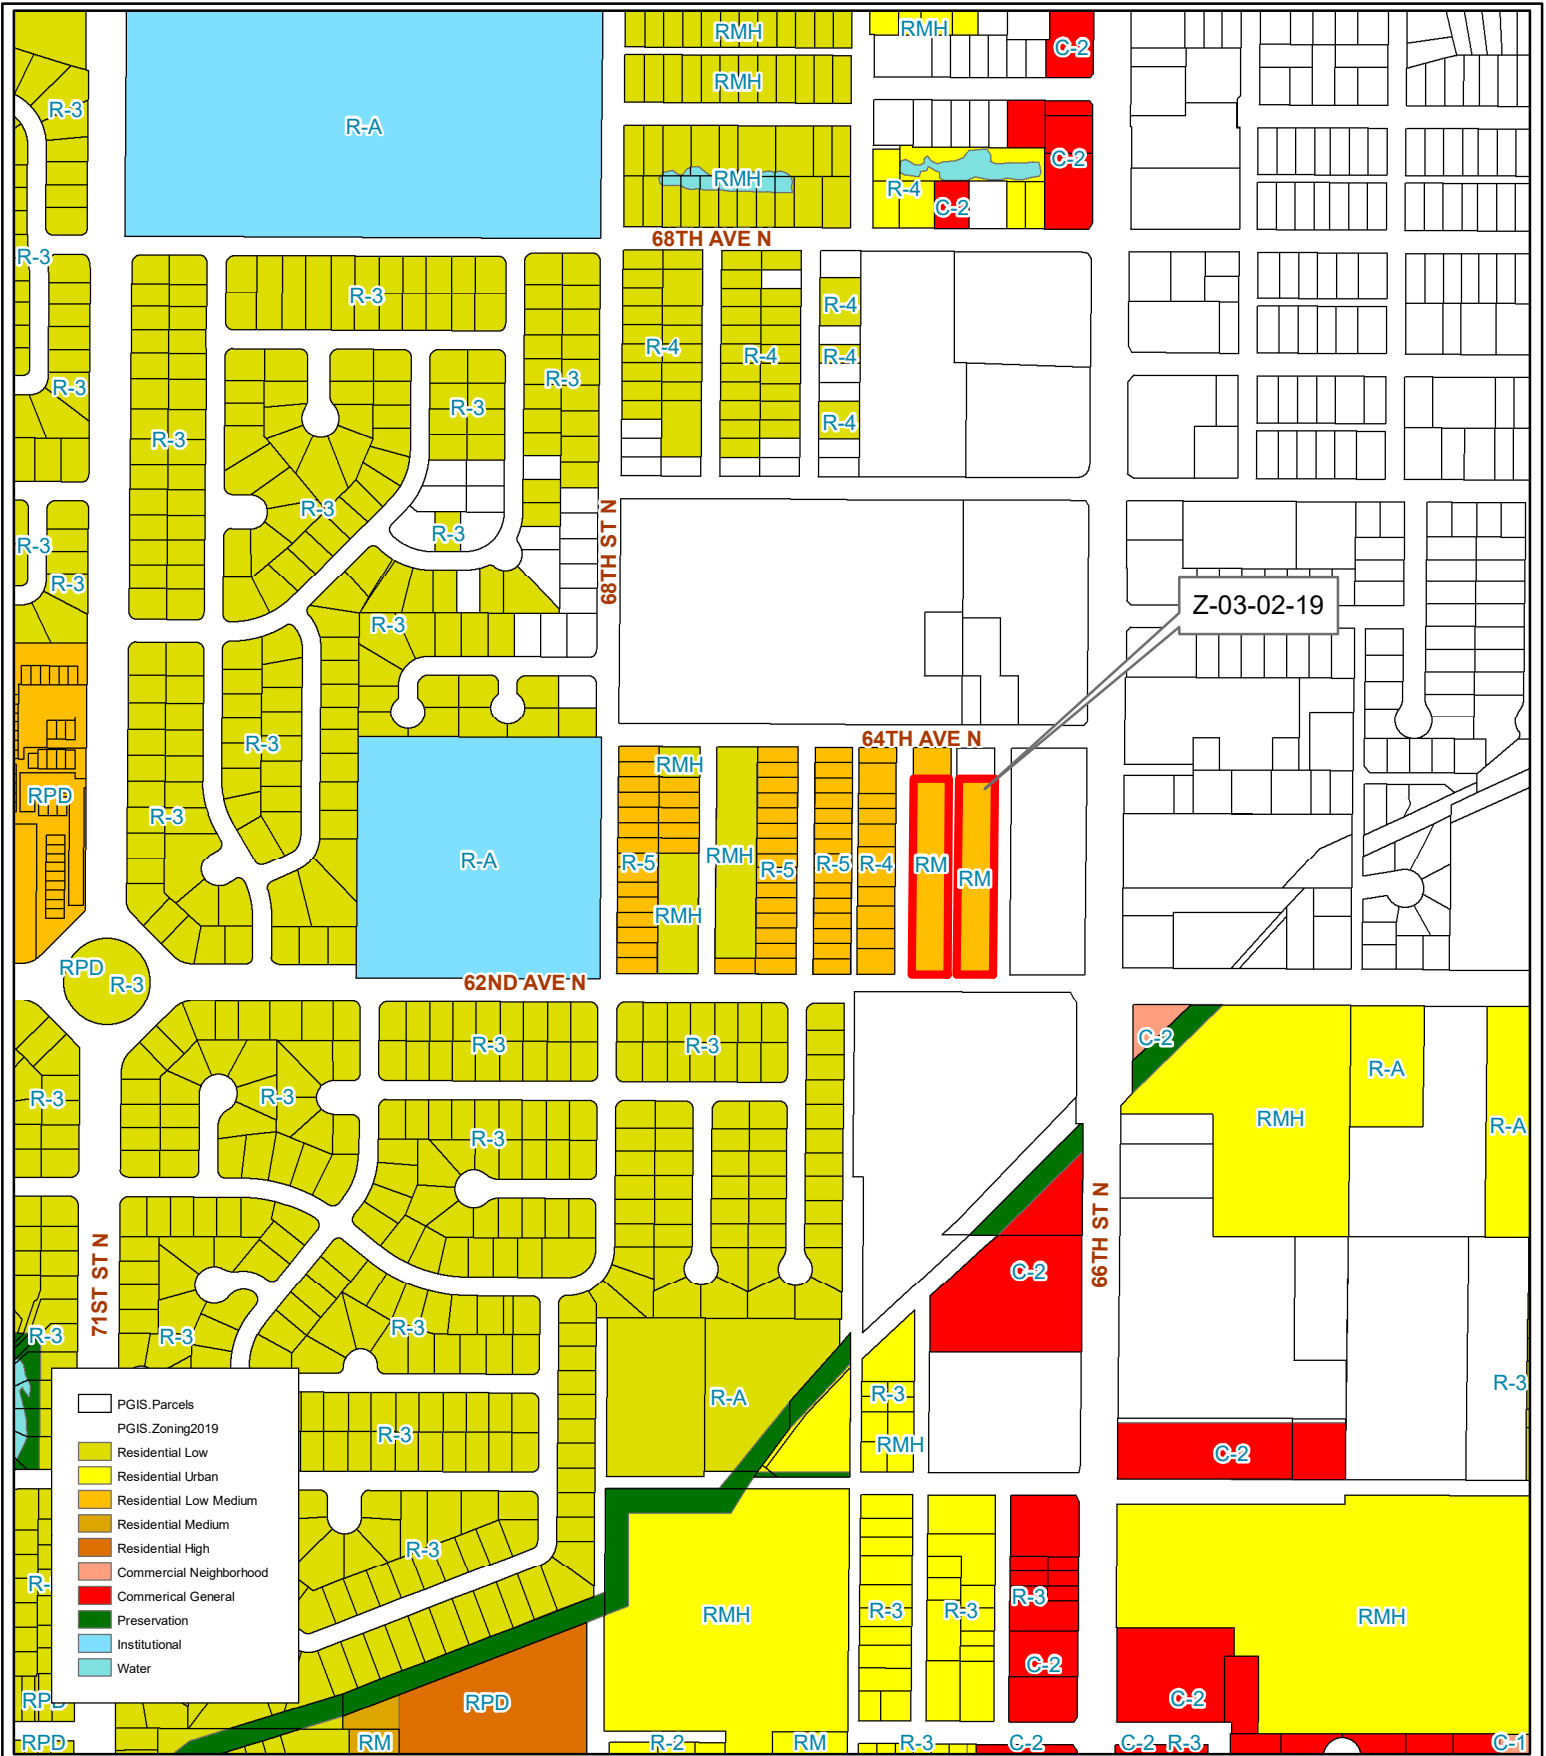 RMH
RMH
C-2
R-3
RMH
R-A
C-2
RMH
R-4
C-2
68TH AVE N
R-3
R-3
R-4
R-4
R-4
R-4
R-3
R-3
R-3
R-4
R-3
R-3
R-3
R-3
68TH ST N
R-3
R-3
Z-03-02-19
R-3
64TH AVE N
R-3
RMH
RPD
R-3
R-A
R-5
RMH
R-5
R-5
R-4
RM
RM
RMH
RPD
R-3
62ND AVE N
R-3
R-3
C-2
R-A
R-3
R-3
RMH
R-A
R-3
66TH ST N
71ST ST N
C-2
R-3
R-3
R-3
R-A
R-3
R-3
PGIS.Parcels
PGIS.Zoning2019
Residential Low
Residential Urban
Residential Low Medium
Residential Medium
Residential High
Commercial Neighborhood
Commerical General
Preservation
Institutional
Water
R-3
RMH
C-2
R-3
R-
RMH
R-3
R-3
R-3
RMH
C-2
RPD
RPD
C-2
RPD
RM
R-2
RM
R-3
C-2
C-2
R-3
C-1